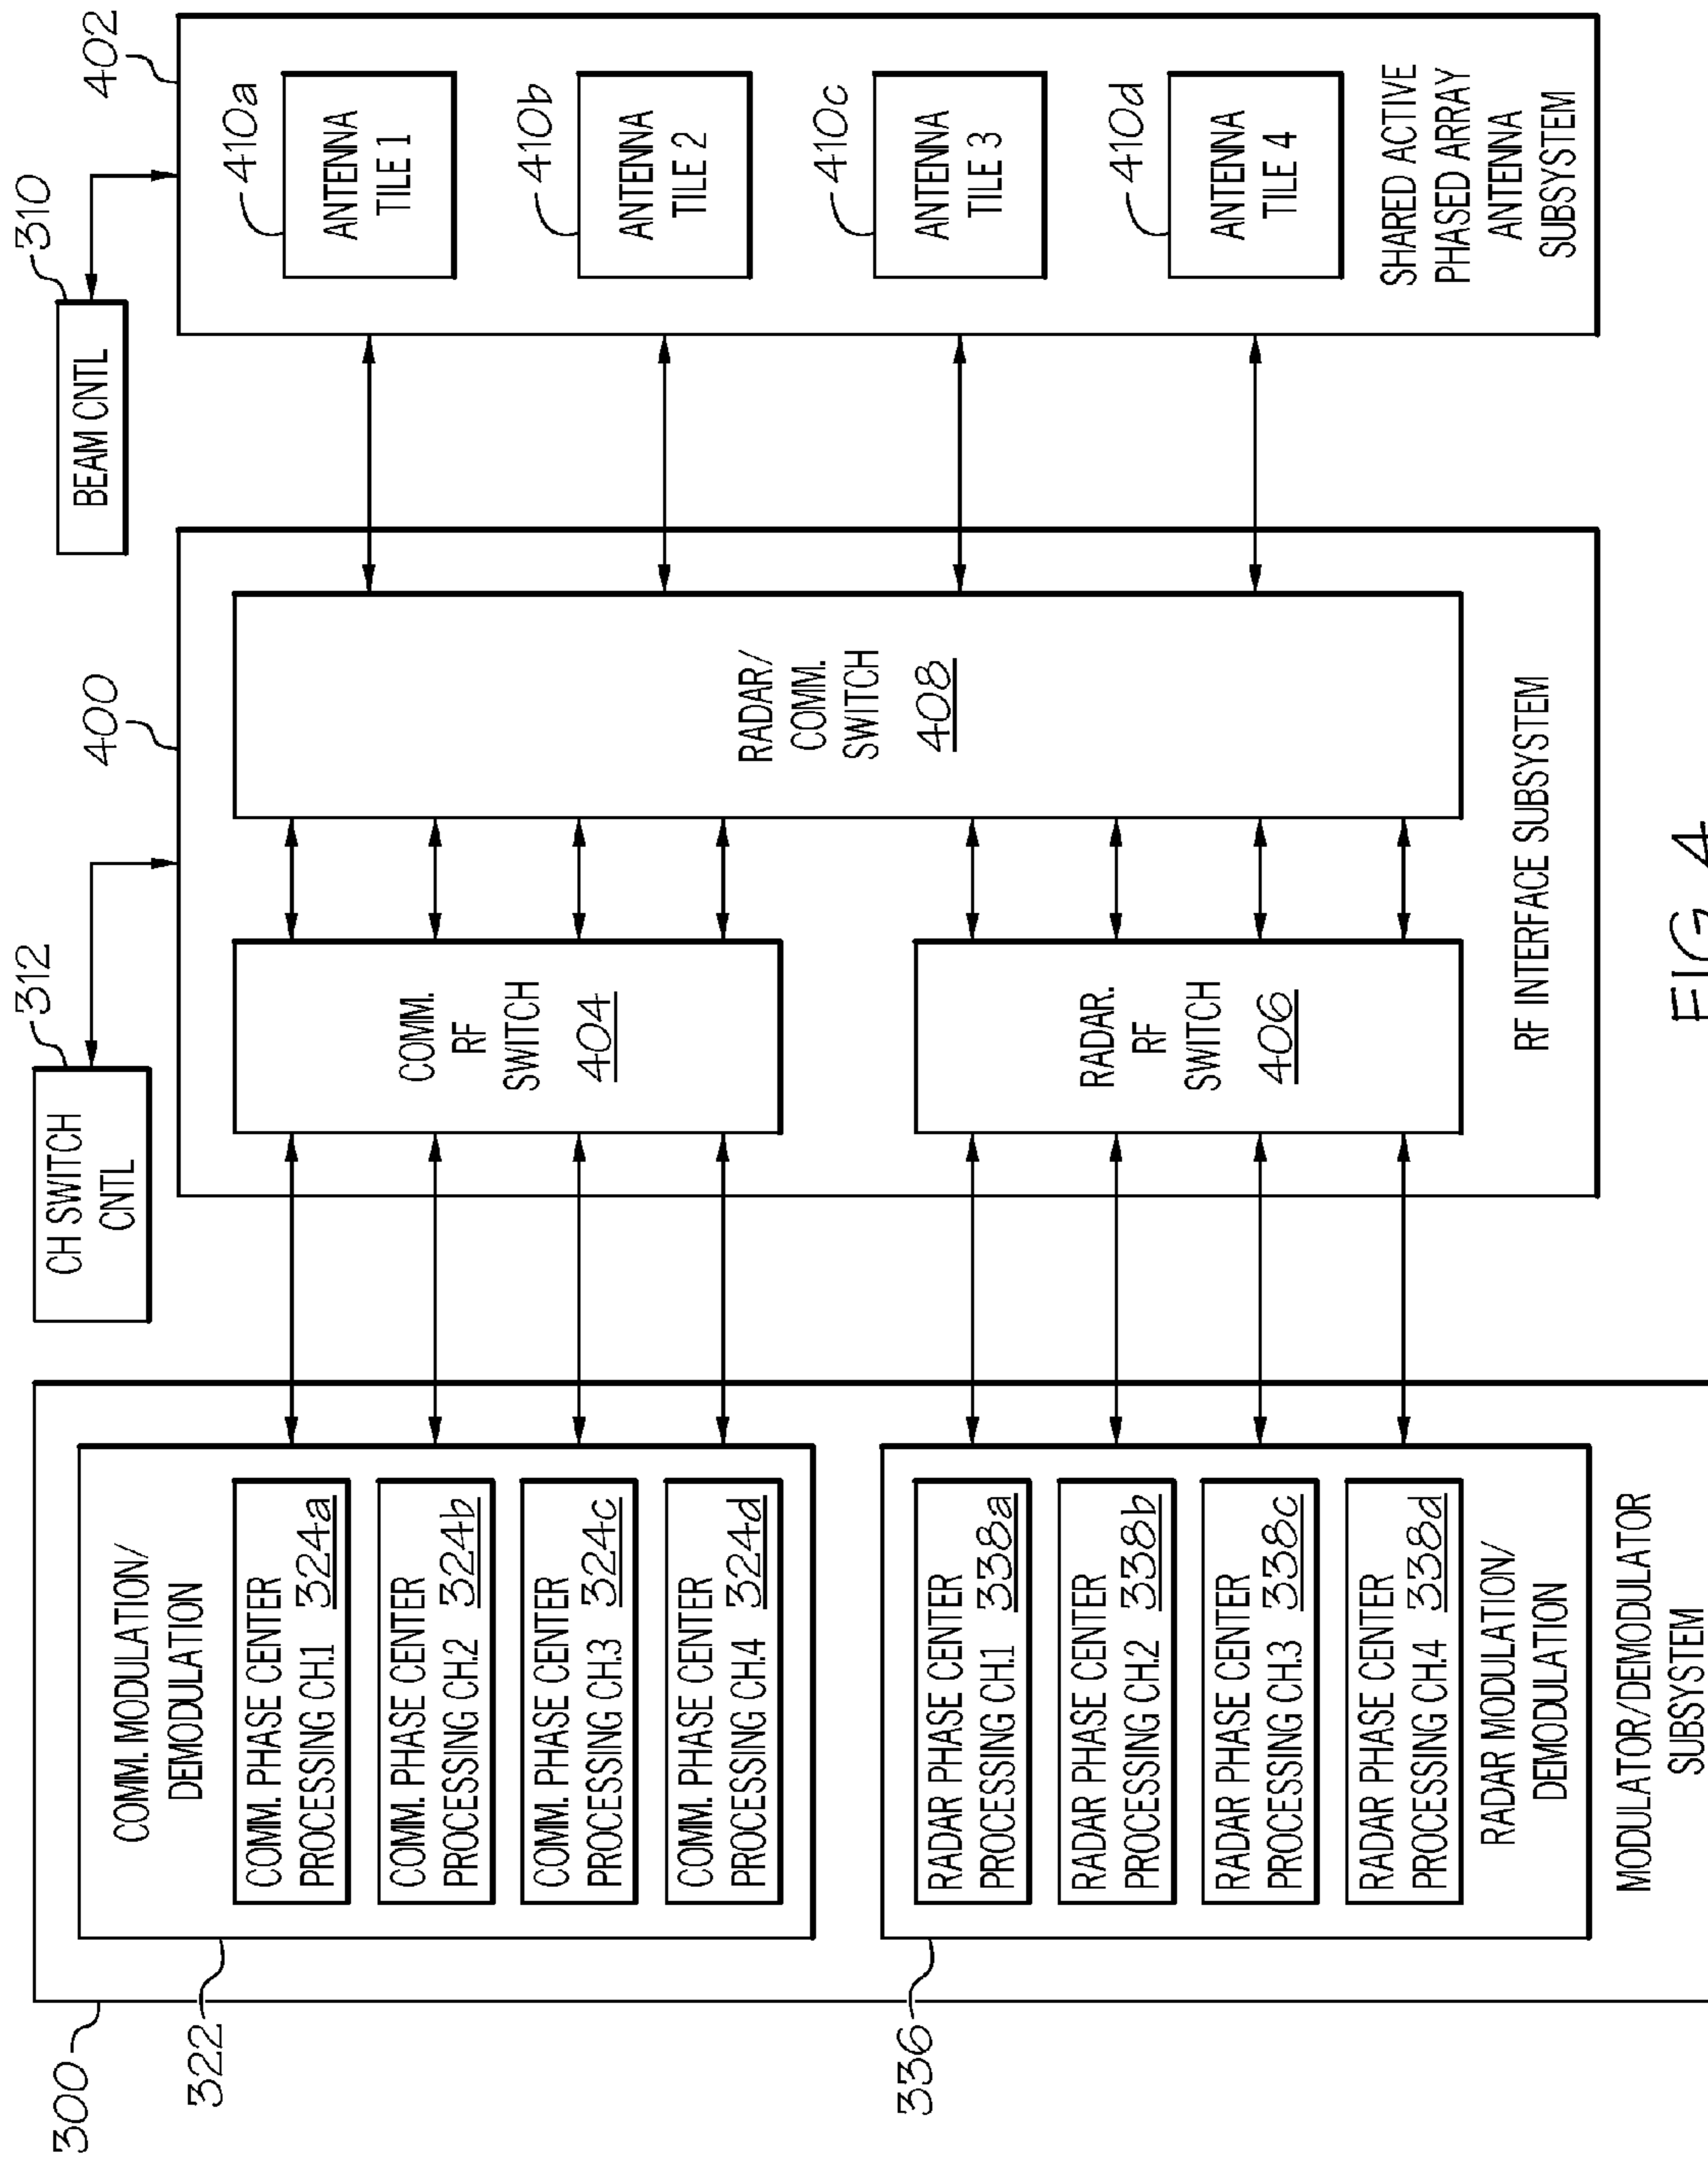 300
322
COMM. MODULATION/
DEMODULATION
COMM. PHASE CENTER
PROCESSING CH.1 324a
COMM. PHASE CENTER
PROCESSING CH.2 324b
COMM. PHASE CENTER
PROCESSING CH.3 324c
COMM. PHASE CENTER
PROCESSING CH.4 324d
336
RADAR PHASE CENTER
PROCESSING CH.1 338a
RADAR PHASE CENTER
PROCESSING CH.2 338b
RADAR PHASE CENTER
PROCESSING CH.3 338c
RADAR PHASE CENTER
PROCESSING CH.4 338d
RADAR MODULATION/
DEMODULATION
MODULATOR/DEMODULATOR
SUBSYSTEM
CH SWITCH
CNTL
312
400
COMM.
RF
SWITCH
404
RADAR.
RF
SWITCH
406
RADAR/
COMM.
SWITCH
408
RF INTERFACE SUBSYSTEM
BEAM CNTL
310
402
410a
ANTENNA
TILE 1
410b
ANTENNA
TILE 2
410c
ANTENNA
TILE 3
410d
ANTENNA
TILE 4
SHARED ACTIVE
PHASED ARRAY
ANTENNA
SUBSYSTEM
FIG. 4